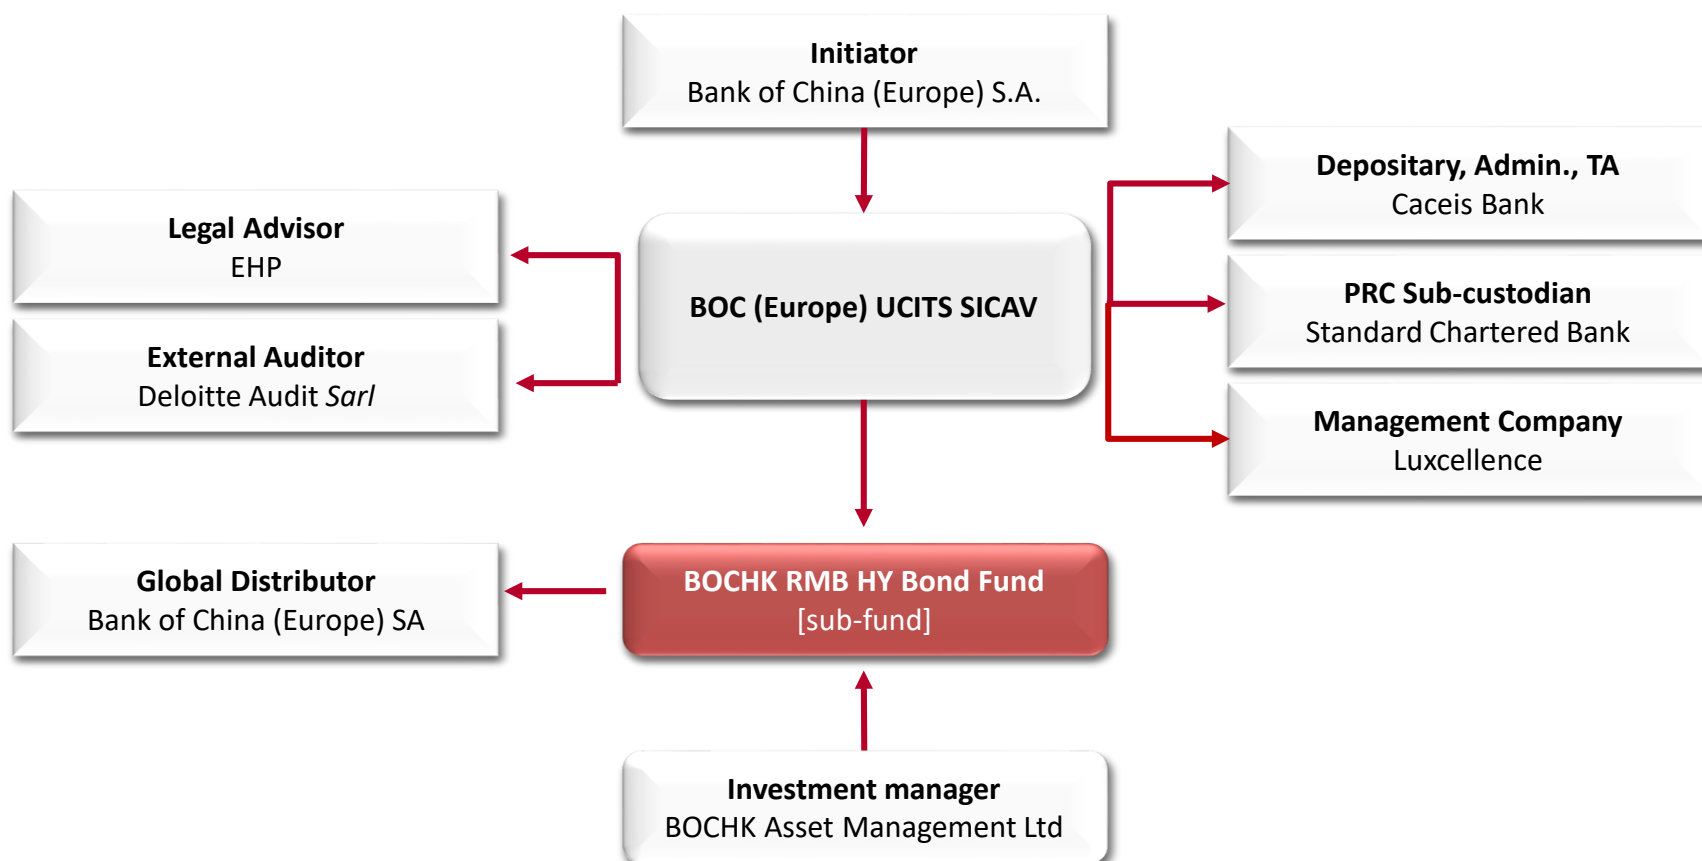 Initiator
Bank of China (Europe) S.A.
Legal Advisor
EHP
External Auditor
Deloitte Audit Sarl
BOC (Europe) UCITS SICAV
Depositary, Admin., TA
Caceis Bank
PRC Sub-custodian
Standard Chartered Bank
Management Company
Luxcellence
Global Distributor
Bank of China (Europe) SA
BOCHK RMB HY Bond Fund
[sub-fund]
Investment manager
BOCHK Asset Management Ltd